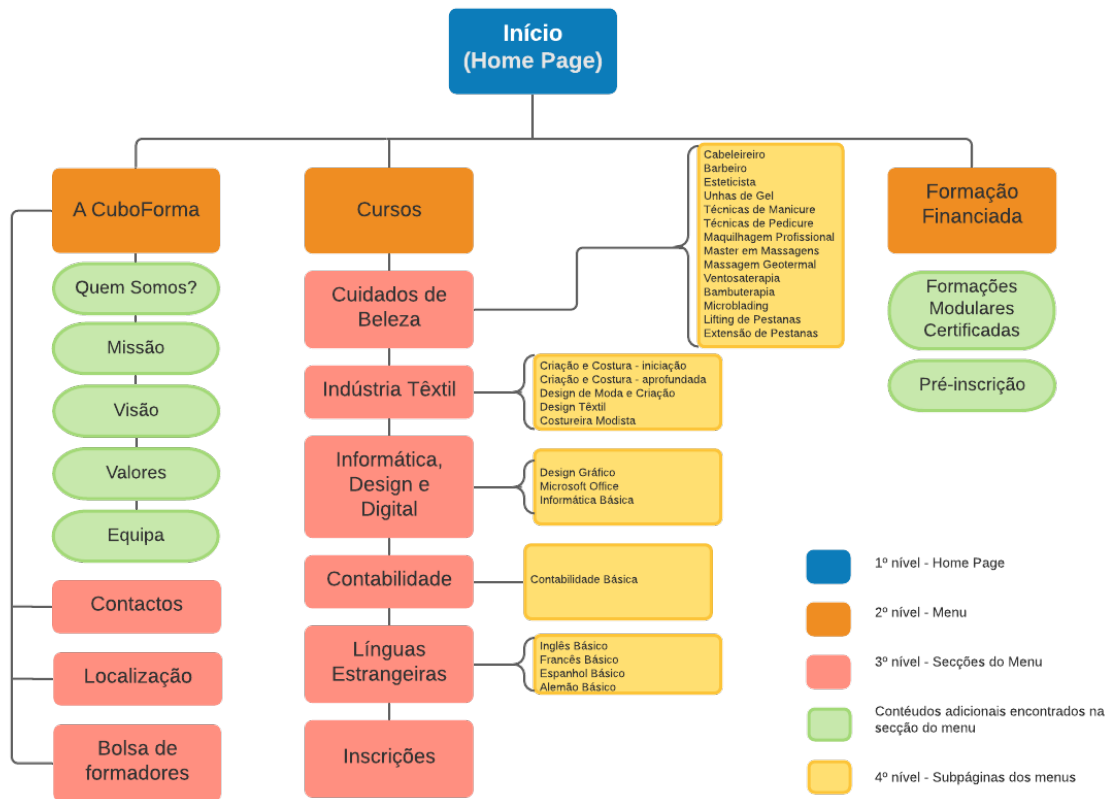 Início
(Home Page)
A CuboForma
Quem Somos?
Missão
Visão
Valores
Equipa
Contactos
Localização
Bolsa de
formadores
Cursos
Cuidados de
Beleza
Cabeleireiro
Barbeiro
Esteticista
Unhas de Gel
Técnicas de Manicure
Técnicas de Pedicure
Maquilhagem Profissional
Master em Massagens
Massagem Geotermal
Ventosaterapia
Bambuterapia
Microblading
Lifting de Pestanas
Extensão de Pestanas
Indústria Têxtil
Criação e Costura - iniciação
Criação e Costura - aprofundada
Design de Moda e Criação
Design Têxtil
Costureira Modista
Informática,
Design e
Digital
Design Gráfico
Microsoft Office
Informática Básica
Contabilidade
Contabilidade Básica
Línguas
Estrangeiras
Inglês Básico
Francês Básico
Espanhol Básico
Alemão Básico
Inscrições
Formação
Financiada
Formações
Modulares
Certificadas
Pré-inscrição
1º nível - Home Page
2º nível - Menu
3º nível - Secções do Menu
Contéudos adicionais encontrados na
secção do menu
4º nível - Subpáginas dos menus